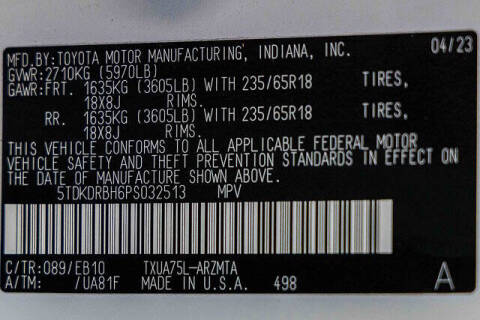 MFD.BY:TOYOTA MOTOR MANUFACTURING, INDIANA, INC. 04/23
GVWR:2710KG (5970LB)
GAWR:FRT. 1635KG (3605LB) WITH 235/65R18 TIRES,
18X8J RIMS.
RR. 1635KG (3605LB) WITH 235/65R18 TIRES,
18X8J RIMS.
THIS VEHICLE CONFORMS TO ALL APPLICABLE FEDERAL MOTOR
VEHICLE SAFETY AND THEFT PREVENTION STANDARDS IN EFFECT ON
THE DATE OF MANUFACTURE SHOWN ABOVE.
5TDKDRBH6PS032513 MPV
C/TR:089/EB10 TXUA75L-ARZMTA
A/TM: /UA81F MADE IN U.S.A. 498 A